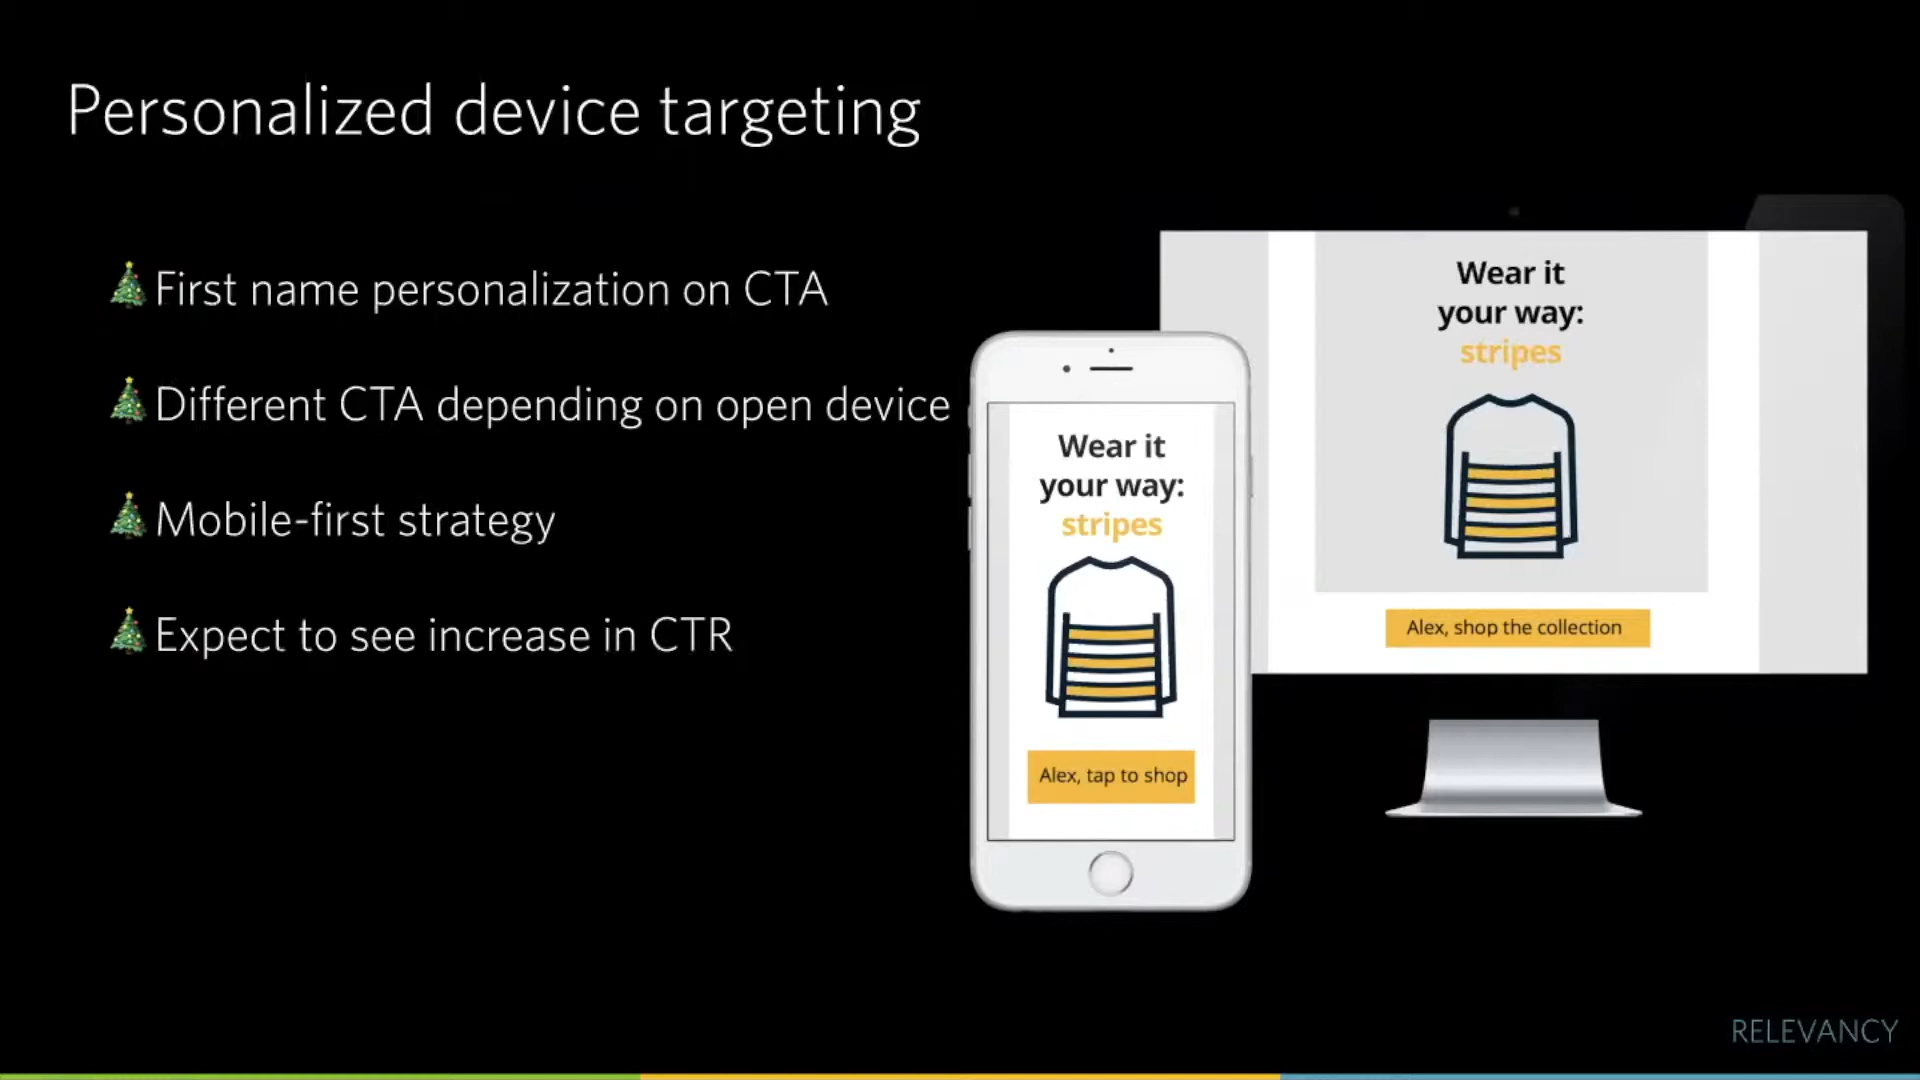 Personalized device targeting
First name personalization on CTA
Different CTA depending on open device
Mobile-first strategy
Expect to see increase in CTR
Wear it
your way:
stripes
Alex, tap to shop
Wear it
your way:
stripes
Alex, shop the collection
RELEVANCY